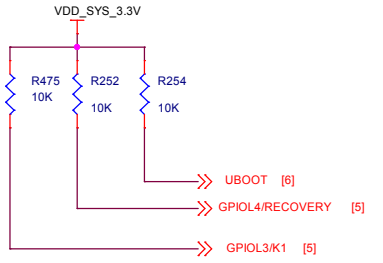 VDD_SYS_3.3V
R475 R252 R254
10K 10K 10K
UBOOT [6]
GPIOL4/RECOVERY [5]
GPIOL3/K1 [5]